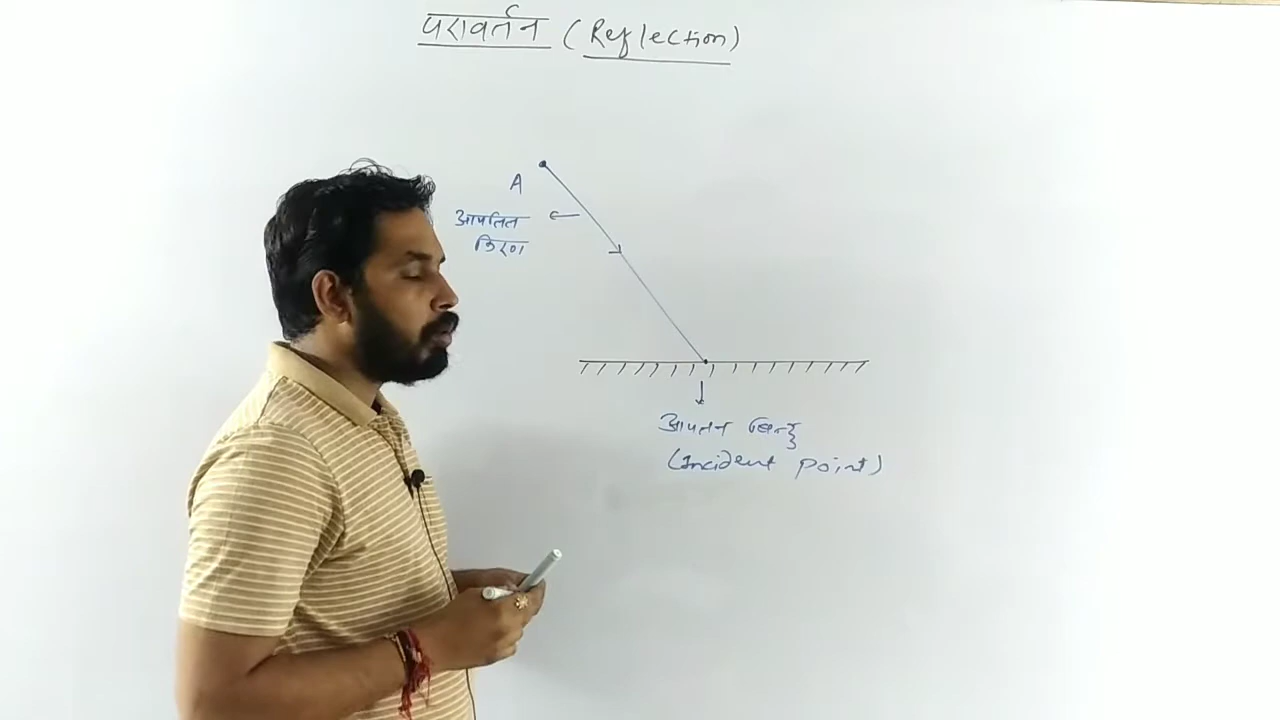 परावर्तन (Reflection)
A
आपतित
किरण
आपतन बिन्दु
(Incident point)